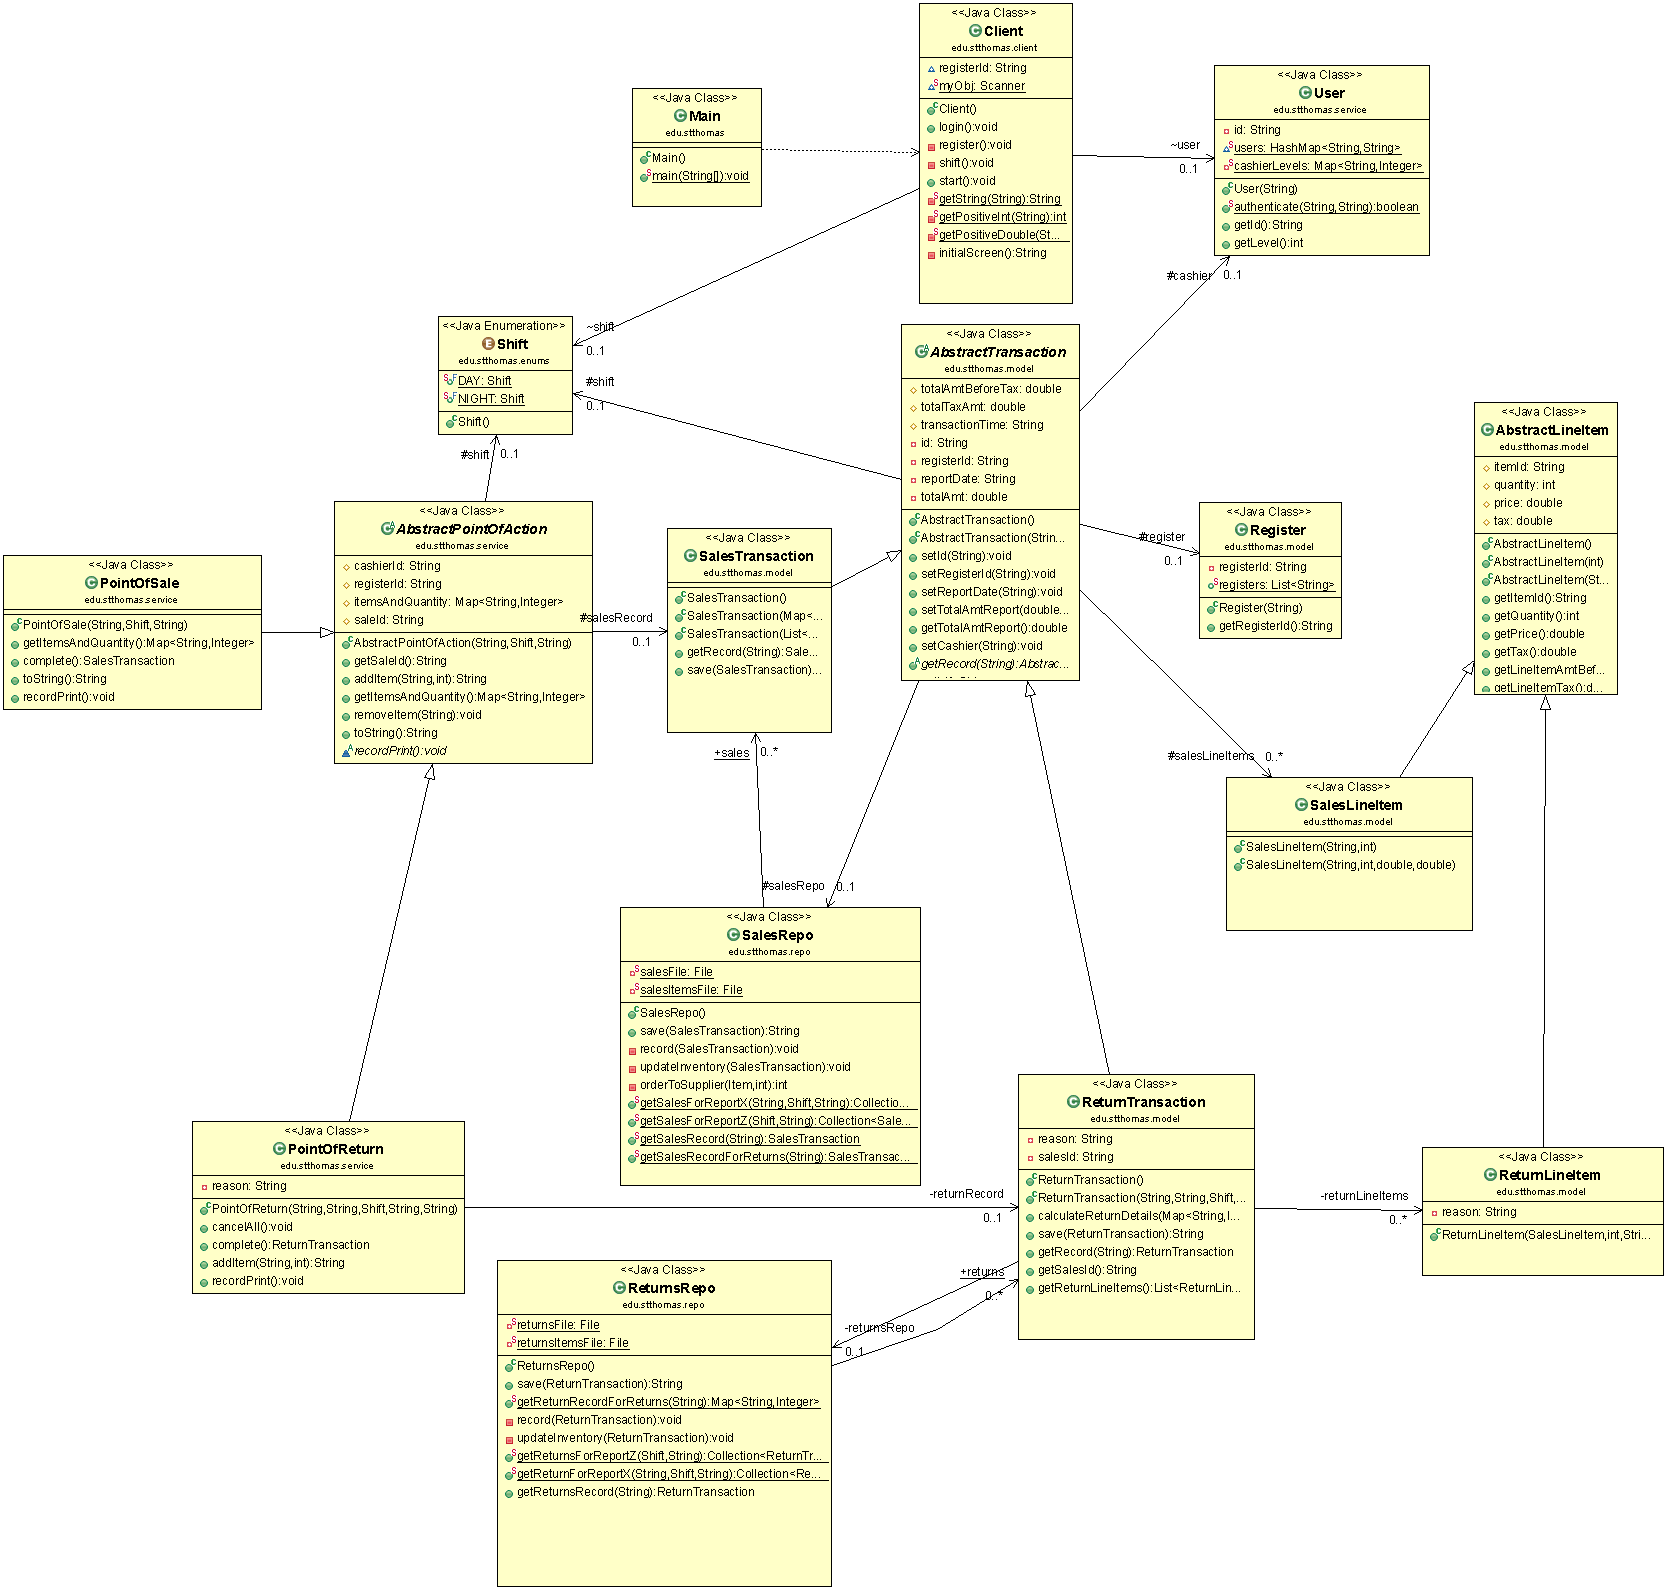 <<Java Class>>
Client
edu.stthomas.client
registerId: String
myObj: Scanner
Client()
login():void
register():void
shift():void
start():void
getString(String):String
getPositiveInt(String):int
getPositiveDouble(St...
initialScreen():String
<<Java Class>>
User
edu.stthomas.service
id: String
users: HashMap<String,String>
cashierLevels: Map<String,Integer>
User(String)
authenticate(String,String):boolean
getId():String
getLevel():int
<<Java Class>>
Main
edu.stthomas
Main()
main(String[]):void
~user
0..1
#cashier
0..1
~shift
0..1
<<Java Enumeration>>
Shift
edu.stthomas.enums
DAY: Shift
NIGHT: Shift
Shift()
#shift
0..1
#shift
0..1
<<Java Class>>
AbstractTransaction
edu.stthomas.model
totalAmtBeforeTax: double
totalTaxAmt: double
transactionTime: String
id: String
registerId: String
reportDate: String
totalAmt: double
AbstractTransaction()
AbstractTransaction(Strin...
setId(String):void
setRegisterId(String):void
setReportDate(String):void
setTotalAmtReport(double...
getTotalAmtReport():double
setCashier(String):void
getRecord(String):Abstrac...
<<Java Class>>
AbstractLineItem
edu.stthomas.model
itemId: String
quantity: int
price: double
tax: double
AbstractLineItem()
AbstractLineItem(int)
AbstractLineItem(St...
getItemId():String
getQuantity():int
getPrice():double
getTax():double
getLineItemAmtBef...
getLineItemTax():d...
<<Java Class>>
AbstractPointOfAction
edu.stthomas.service
cashierId: String
registerId: String
itemsAndQuantity: Map<String,Integer>
saleId: String
AbstractPointOfAction(String,Shift,String)
getSaleId():String
addItem(String,int):String
getItemsAndQuantity():Map<String,Integer>
removeItem(String):void
toString():String
recordPrint():void
<<Java Class>>
PointOfSale
edu.stthomas.service
PointOfSale(String,Shift,String)
getItemsAndQuantity():Map<String,Integer>
complete():SalesTransaction
toString():String
recordPrint():void
#salesRecord
0..1
<<Java Class>>
SalesTransaction
edu.stthomas.model
SalesTransaction()
SalesTransaction(Map<...
SalesTransaction(List<...
getRecord(String):Sale...
save(SalesTransaction)...
#register
0..1
<<Java Class>>
Register
edu.stthomas.model
registerId: String
registers: List<String>
Register(String)
getRegisterId():String
+sales
0..*
#salesLineItems
0..*
<<Java Class>>
SalesLineItem
edu.stthomas.model
SalesLineItem(String,int)
SalesLineItem(String,int,double,double)
#salesRepo
0..1
<<Java Class>>
SalesRepo
edu.stthomas.repo
salesFile: File
salesItemsFile: File
SalesRepo()
save(SalesTransaction):String
record(SalesTransaction):void
updateInventory(SalesTransaction):void
orderToSupplier(Item,int):int
getSalesForReportX(String,Shift,String):Collectio...
getSalesForReportZ(Shift,String):Collection<Sale...
getSalesRecord(String):SalesTransaction
getSalesRecordForReturns(String):SalesTransac...
<<Java Class>>
PointOfReturn
edu.stthomas.service
reason: String
PointOfReturn(String,String,Shift,String,String)
cancelAll():void
complete():ReturnTransaction
addItem(String,int):String
recordPrint():void
-returnRecord
0..1
<<Java Class>>
ReturnTransaction
edu.stthomas.model
reason: String
salesId: String
ReturnTransaction()
ReturnTransaction(String,String,Shift,...
calculateReturnDetails(Map<String,I...
save(ReturnTransaction):String
getRecord(String):ReturnTransaction
getSalesId():String
getReturnLineItems():List<ReturnLin...
-returnLineItems
0..*
<<Java Class>>
ReturnLineItem
edu.stthomas.model
reason: String
ReturnLineItem(SalesLineItem,int,Stri...
+returns
0..*
-returnsRepo
0..1
<<Java Class>>
ReturnsRepo
edu.stthomas.repo
returnsFile: File
returnsItemsFile: File
ReturnsRepo()
save(ReturnTransaction):String
getReturnRecordForReturns(String):Map<String,Integer>
record(ReturnTransaction):void
updateInventory(ReturnTransaction):void
getReturnsForReportZ(Shift,String):Collection<ReturnTr...
getReturnForReportX(String,Shift,String):Collection<Re...
getReturnsRecord(String):ReturnTransaction